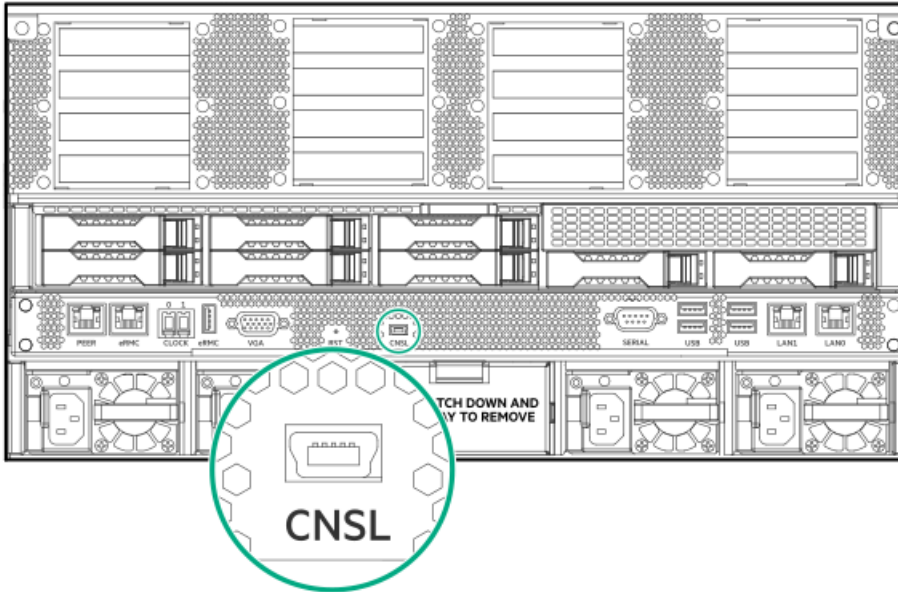 0 1
PEER eRMC CLOCK eRMC VGA RST CNSL SERIAL USB USB LAN1 LAN0
TCH DOWN AND
AY TO REMOVE
CNSL